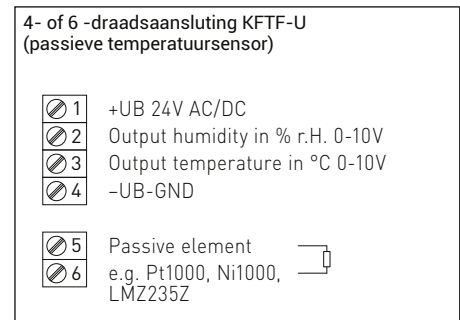 4- of 6 -draadsaansluting KFTF-U
(passieve temperatuursensor)
1 +UB 24V AC/DC
2 Output humidity in % r.H. 0-10V
3 Output temperature in °C 0-10V
4 –UB-GND
5 Passive element
6 e.g. Pt1000, Ni1000,
LMZ235Z